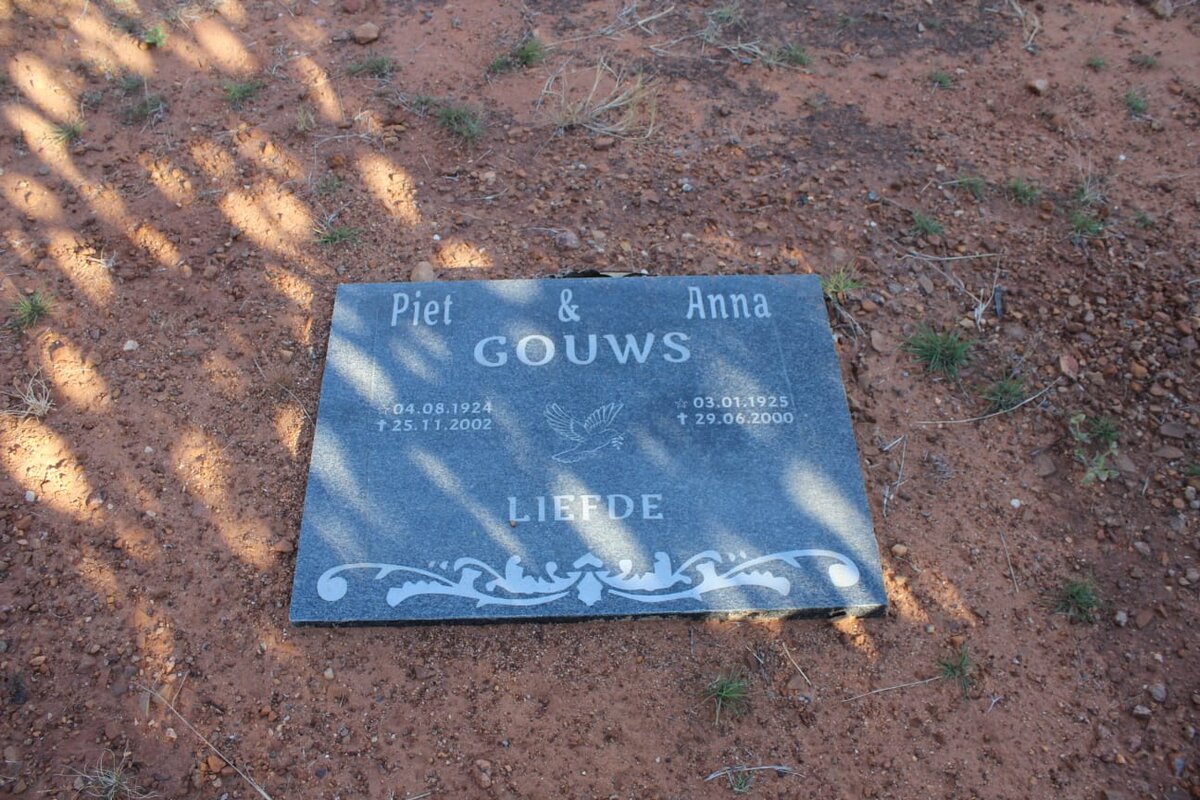 Piet & Anna
GOUWS
☆04.08.1924 ☆03.01.1925
✝25.11.2002 ✝29.06.2000
LIEFDE